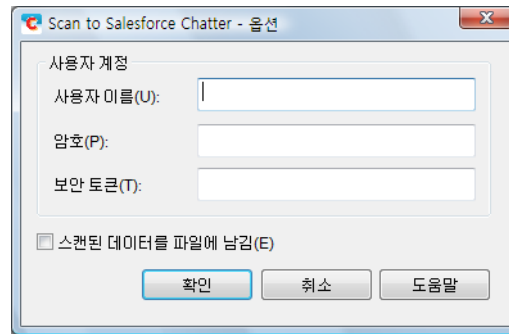 Scan to Salesforce Chatter - 옵션
사용자 계정
사용자 이름(U):
암호(P):
보안 토큰(T):
스캔된 데이터를 파일에 남김(E)
확인 취소 도움말